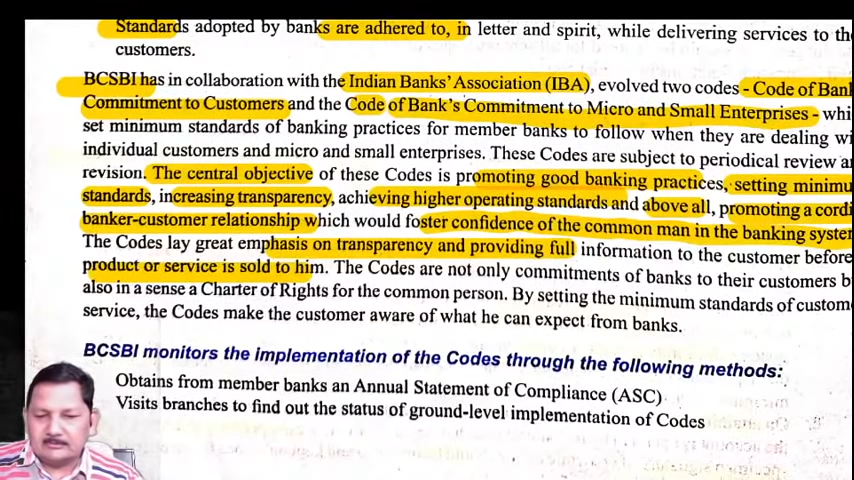 Standards adopted by banks are adhered to, in letter and spirit, while delivering services to the
customers.
BCSBI has in collaboration with the Indian Banks' Association (IBA), evolved two codes - Code of Bank
Commitment to Customers and the Code of Bank's Commitment to Micro and Small Enterprises - whi
set minimum standards of banking practices for member banks to follow when they are dealing wi
individual customers and micro and small enterprises. These Codes are subject to periodical review a
revision. The central objective of these Codes is promoting good banking practices, setting minimu
standards, increasing transparency, achieving higher operating standards and above all, promoting a cordi
banker-customer relationship which would foster confidence of the common man in the banking system
The Codes lay great emphasis on transparency and providing full information to the customer before
product or service is sold to him. The Codes are not only commitments of banks to their customers b
also in a sense a Charter of Rights for the common person. By setting the minimum standards of custom
service, the Codes make the customer aware of what he can expect from banks.
BCSBI monitors the implementation of the Codes through the following methods:
Obtains from member banks an Annual Statement of Compliance (ASC)
Visits branches to find out the status of ground-level implementation of Codes